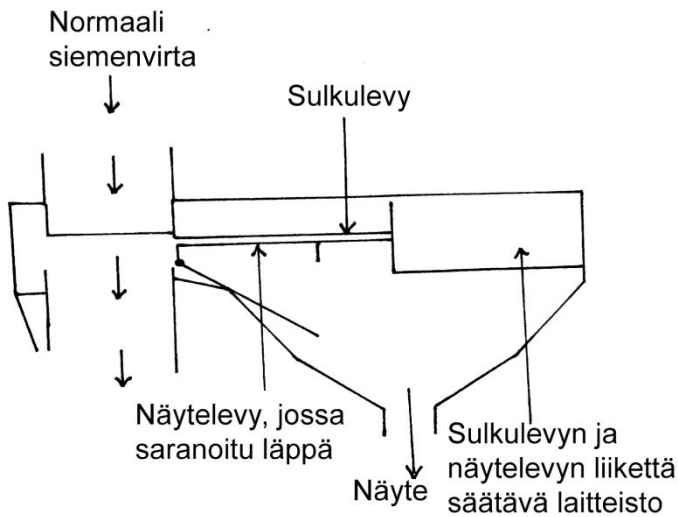 Normaali
siemenvirta
Sulkulevy
Näytelevy, jossa
saranoitu läppä
Näyte
Sulkulevyn ja
näytelevyn liikettä
säätävä laitteisto